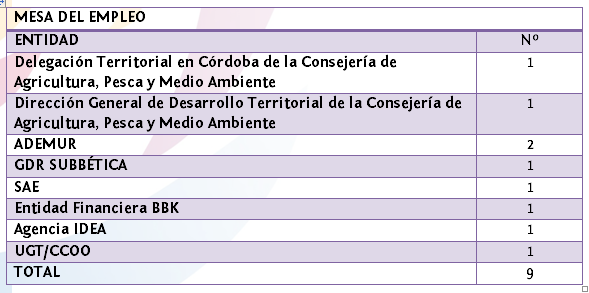 MESA DEL EMPLEO
ENTIDAD Nº
Delegación Territorial en Córdoba de la Consejería de
Agricultura, Pesca y Medio Ambiente 1
Dirección General de Desarrollo Territorial de la Consejería de
Agricultura, Pesca y Medio Ambiente 1
ADEMUR 2
GDR SUBBÉTICA 1
SAE 1
Entidad Financiera BBK 1
Agencia IDEA 1
UGT/CCOO 1
TOTAL 9